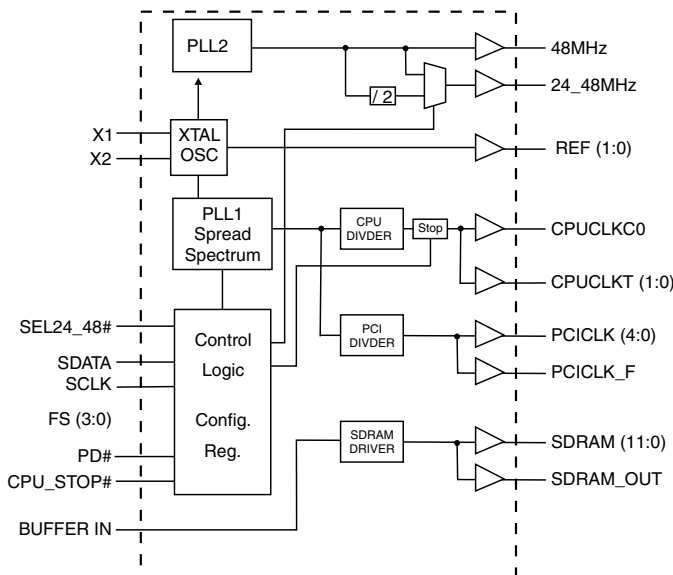 PLL2
48MHz
/ 2
24_48MHz
X1
X2
XTAL
OSC
REF (1:0)
PLL1
Spread
Spectrum
CPU
DIVDER
Stop
CPUCLKC0
CPUCLKT (1:0)
SEL24_48#
SDATA
SCLK
FS (3:0)
PD#
CPU_STOP#
Control
Logic
Config.
Reg.
PCI
DIVDER
PCICLK (4:0)
PCICLK_F
SDRAM
DRIVER
SDRAM (11:0)
SDRAM_OUT
BUFFER IN